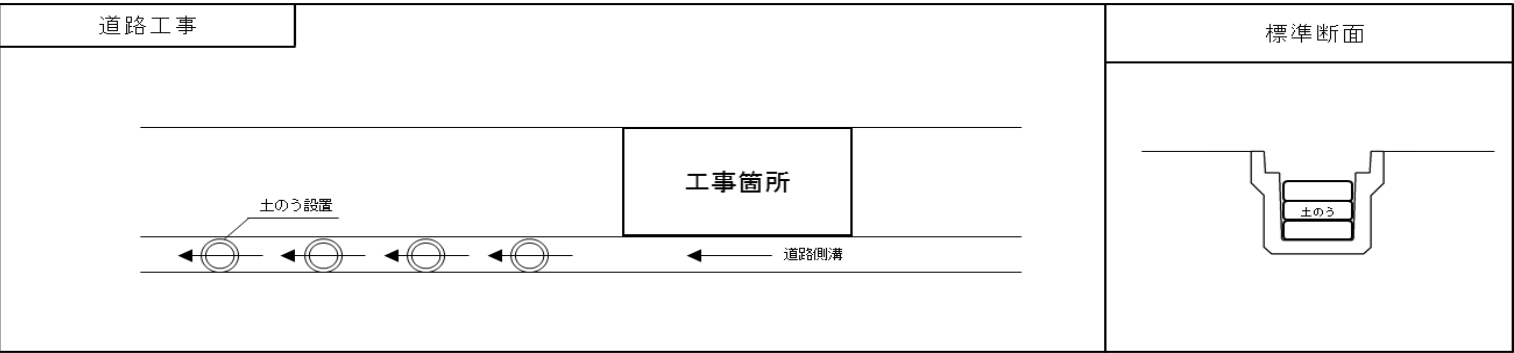 道路工事
標準断面
工事箇所
土のう設置
道路側溝
土のう